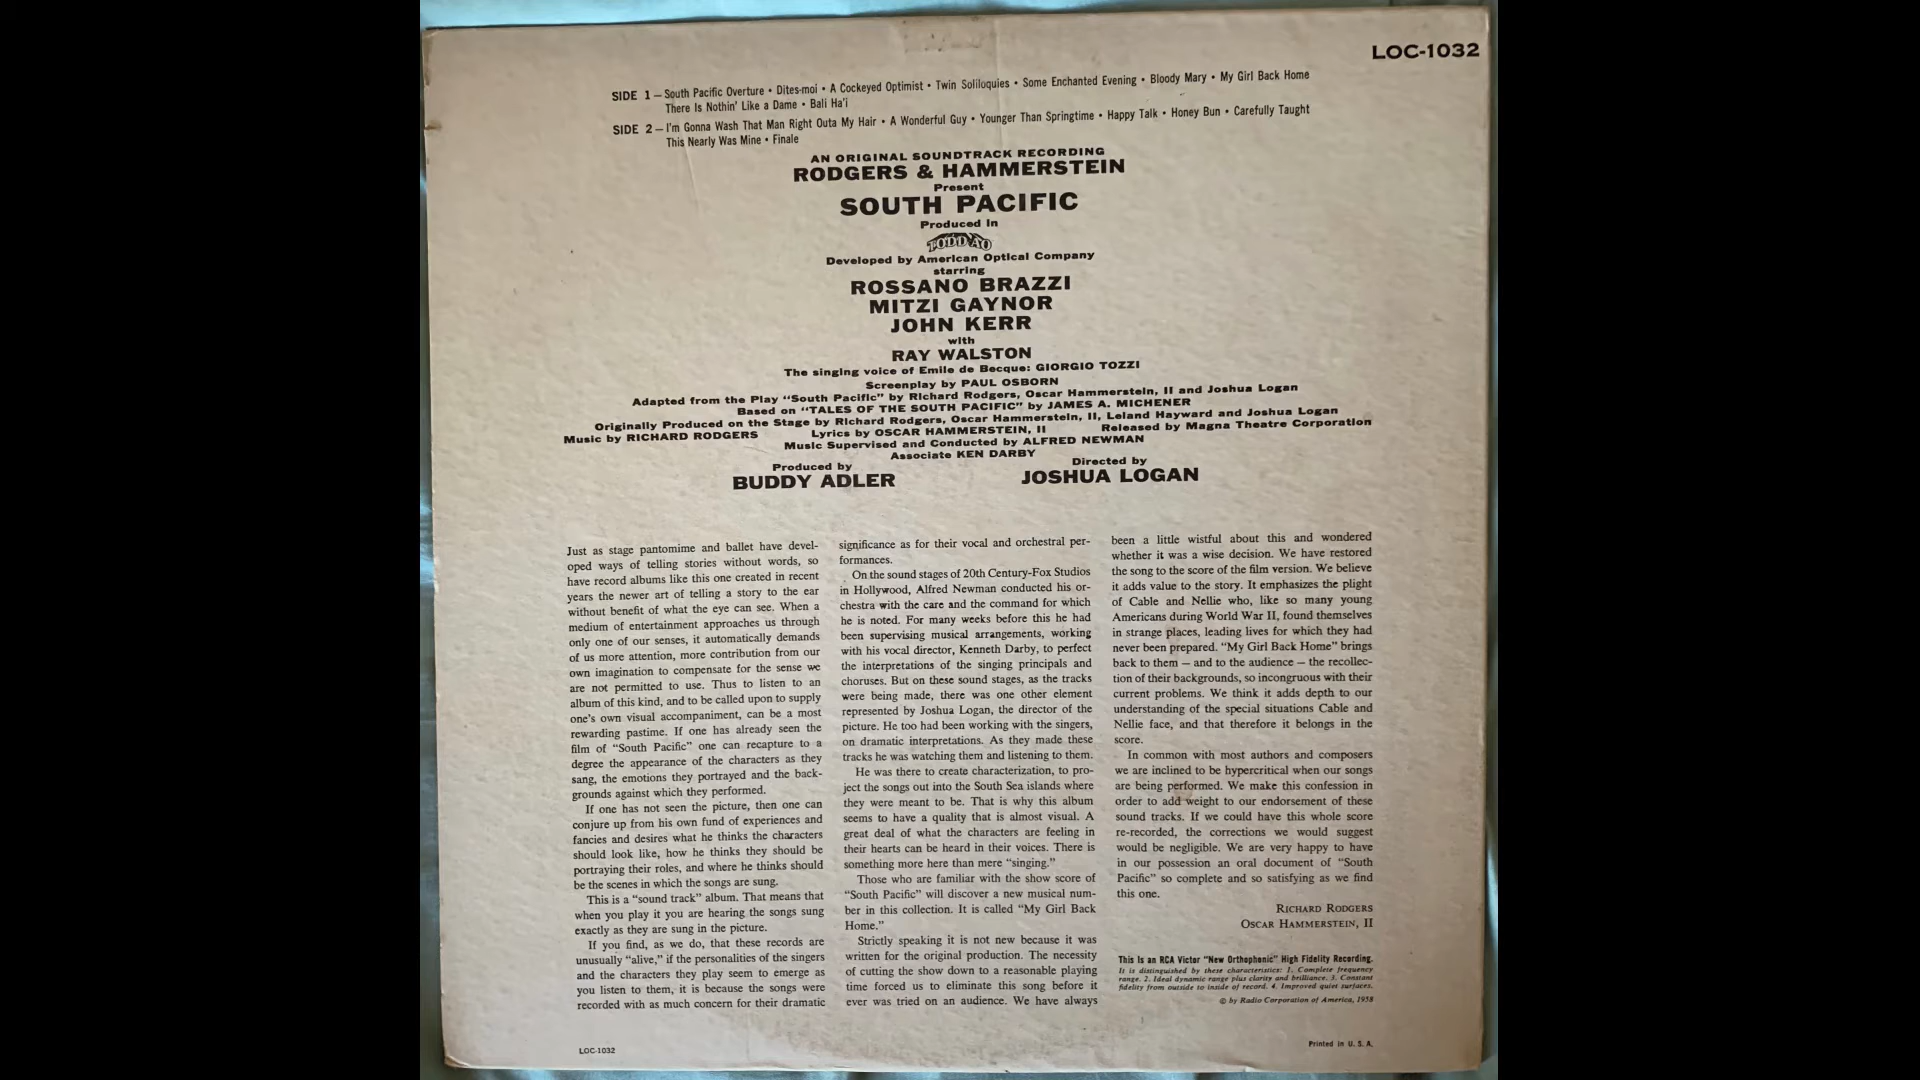 LOC-1032
SIDE 1 – South Pacific Overture • Dites-moi • A Cockeyed Optimist • Twin Soliloquies • Some Enchanted Evening • Bloody Mary • My Girl Back Home
There Is Nothin' Like a Dame • Bali Ha'i
SIDE 2 – I'm Gonna Wash That Man Right Outa My Hair • A Wonderful Guy • Younger Than Springtime • Happy Talk • Honey Bun • Carefully Taught
This Nearly Was Mine • Finale
AN ORIGINAL SOUNDTRACK RECORDING
RODGERS & HAMMERSTEIN
Present
SOUTH PACIFIC
Produced in
TODD-AO
Developed by American Optical Company
starring
ROSSANO BRAZZI
MITZI GAYNOR
JOHN KERR
with
RAY WALSTON
The singing voice of Emile de Becque: GIORGIO TOZZI
Screenplay by PAUL OSBORN
Adapted from the Play "South Pacific" by Richard Rodgers, Oscar Hammerstein, II and Joshua Logan
Based on "TALES OF THE SOUTH PACIFIC" by JAMES A. MICHENER
Originally Produced on the Stage by Richard Rodgers, Oscar Hammerstein, II, Leland Hayward and Joshua Logan
Music by RICHARD RODGERS Lyrics by OSCAR HAMMERSTEIN, II Released by Magna Theatre Corporation
Music Supervised and Conducted by ALFRED NEWMAN
Associate KEN DARBY
Produced by
BUDDY ADLER
Directed by
JOSHUA LOGAN
Just as stage pantomime and ballet have devel-
oped ways of telling stories without words, so
have record albums like this one created in recent
years the newer art of telling a story to the ear
without benefit of what the eye can see. When a
medium of entertainment approaches us through
only one of our senses, it automatically demands
of us more attention, more contribution from our
own imagination to compensate for the sense we
are not permitted to use. Thus to listen to an
album of this kind, and to be called upon to supply
one's own visual accompaniment, can be a most
rewarding pastime. If one has already seen the
film of "South Pacific" one can recapture to a
degree the appearance of the characters as they
sang, the emotions they portrayed and the back-
grounds against which they performed.
If one has not seen the picture, then one can
conjure up from his own fund of experiences and
fancies and desires what he thinks the characters
should look like, how he thinks they should be
portraying their roles, and where he thinks should
be the scenes in which the songs are sung.
This is a "sound track" album. That means that
when you play it you are hearing the songs sung
exactly as they are sung in the picture.
If you find, as we do, that these records are
unusually "alive," if the personalities of the singers
and the characters they play seem to emerge as
you listen to them, it is because the songs were
recorded with as much concern for their dramatic
significance as for their vocal and orchestral per-
formances.
On the sound stages of 20th Century-Fox Studios
in Hollywood, Alfred Newman conducted his or-
chestra with the care and the command for which
he is noted. For many weeks before this he had
been supervising musical arrangements, working
with his vocal director, Kenneth Darby, to perfect
the interpretations of the singing principals and
choruses. But on these sound stages, as the tracks
were being made, there was one other element
represented by Joshua Logan, the director of the
picture. He too had been working with the singers,
on dramatic interpretations. As they made these
tracks he was watching them and listening to them.
He was there to create characterization, to pro-
ject the songs out into the South Sea islands where
they were meant to be. That is why this album
seems to have a quality that is almost visual. A
great deal of what the characters are feeling in
their hearts can be heard in their voices. There is
something more here than mere "singing."
Those who are familiar with the show score of
"South Pacific" will discover a new musical num-
ber in this collection. It is called "My Girl Back
Home."
Strictly speaking it is not new because it was
written for the original production. The necessity
of cutting the show down to a reasonable playing
time forced us to eliminate this song before it
ever was tried on an audience. We have always
been a little wistful about this and wondered
whether it was a wise decision. We have restored
the song to the score of the film version. We believe
it adds value to the story. It emphasizes the plight
of Cable and Nellie who, like so many young
Americans during World War II, found themselves
in strange places, leading lives for which they had
never been prepared. "My Girl Back Home" brings
back to them – and to the audience – the recollec-
tion of their backgrounds, so incongruous with their
current problems. We think it adds depth to our
understanding of the special situations Cable and
Nellie face, and that therefore it belongs in the
score.
In common with most authors and composers
we are inclined to be hypercritical when our songs
are being performed. We make this confession in
order to add weight to our endorsement of these
sound tracks. If we could have this whole score
re-recorded, the corrections we would suggest
would be negligible. We are very happy to have
in our possession an oral document of "South
Pacific" so complete and so satisfying as we find
this one.
RICHARD RODGERS
OSCAR HAMMERSTEIN, II
This is an RCA Victor "New Orthophonic" High Fidelity Recording.
It is distinguished by these characteristics: 1. Complete frequency
range. 2. Ideal dynamic range plus clarity and brilliance. 3. Constant
fidelity from outside to inside of record. 4. Improved quiet surfaces.
© by Radio Corporation of America, 1958
LOC-1032
Printed in U. S. A.